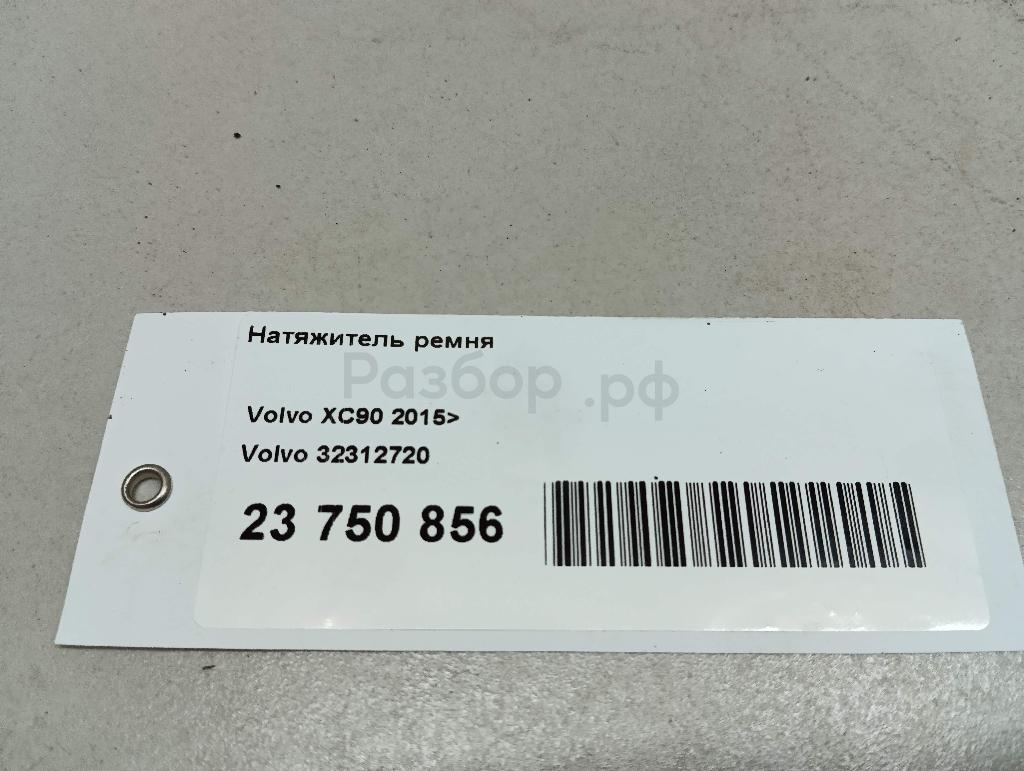 Натяжитель ремня
Разбор.рф
Volvo XC90 2015>
Volvo 32312720
23 750 856